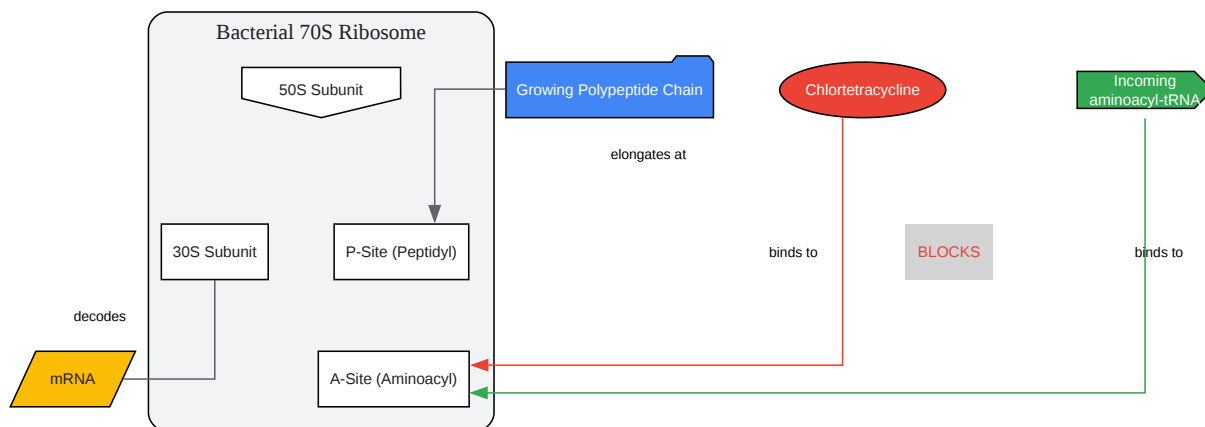 Bacterial 70S Ribosome
50S Subunit
Growing Polypeptide Chain
Chlortetracycline
Incoming
aminoacyl-tRNA
elongates at
30S Subunit
P-Site (Peptidyl)
binds to
BLOCKS
binds to
decodes
mRNA
A-Site (Aminoacyl)